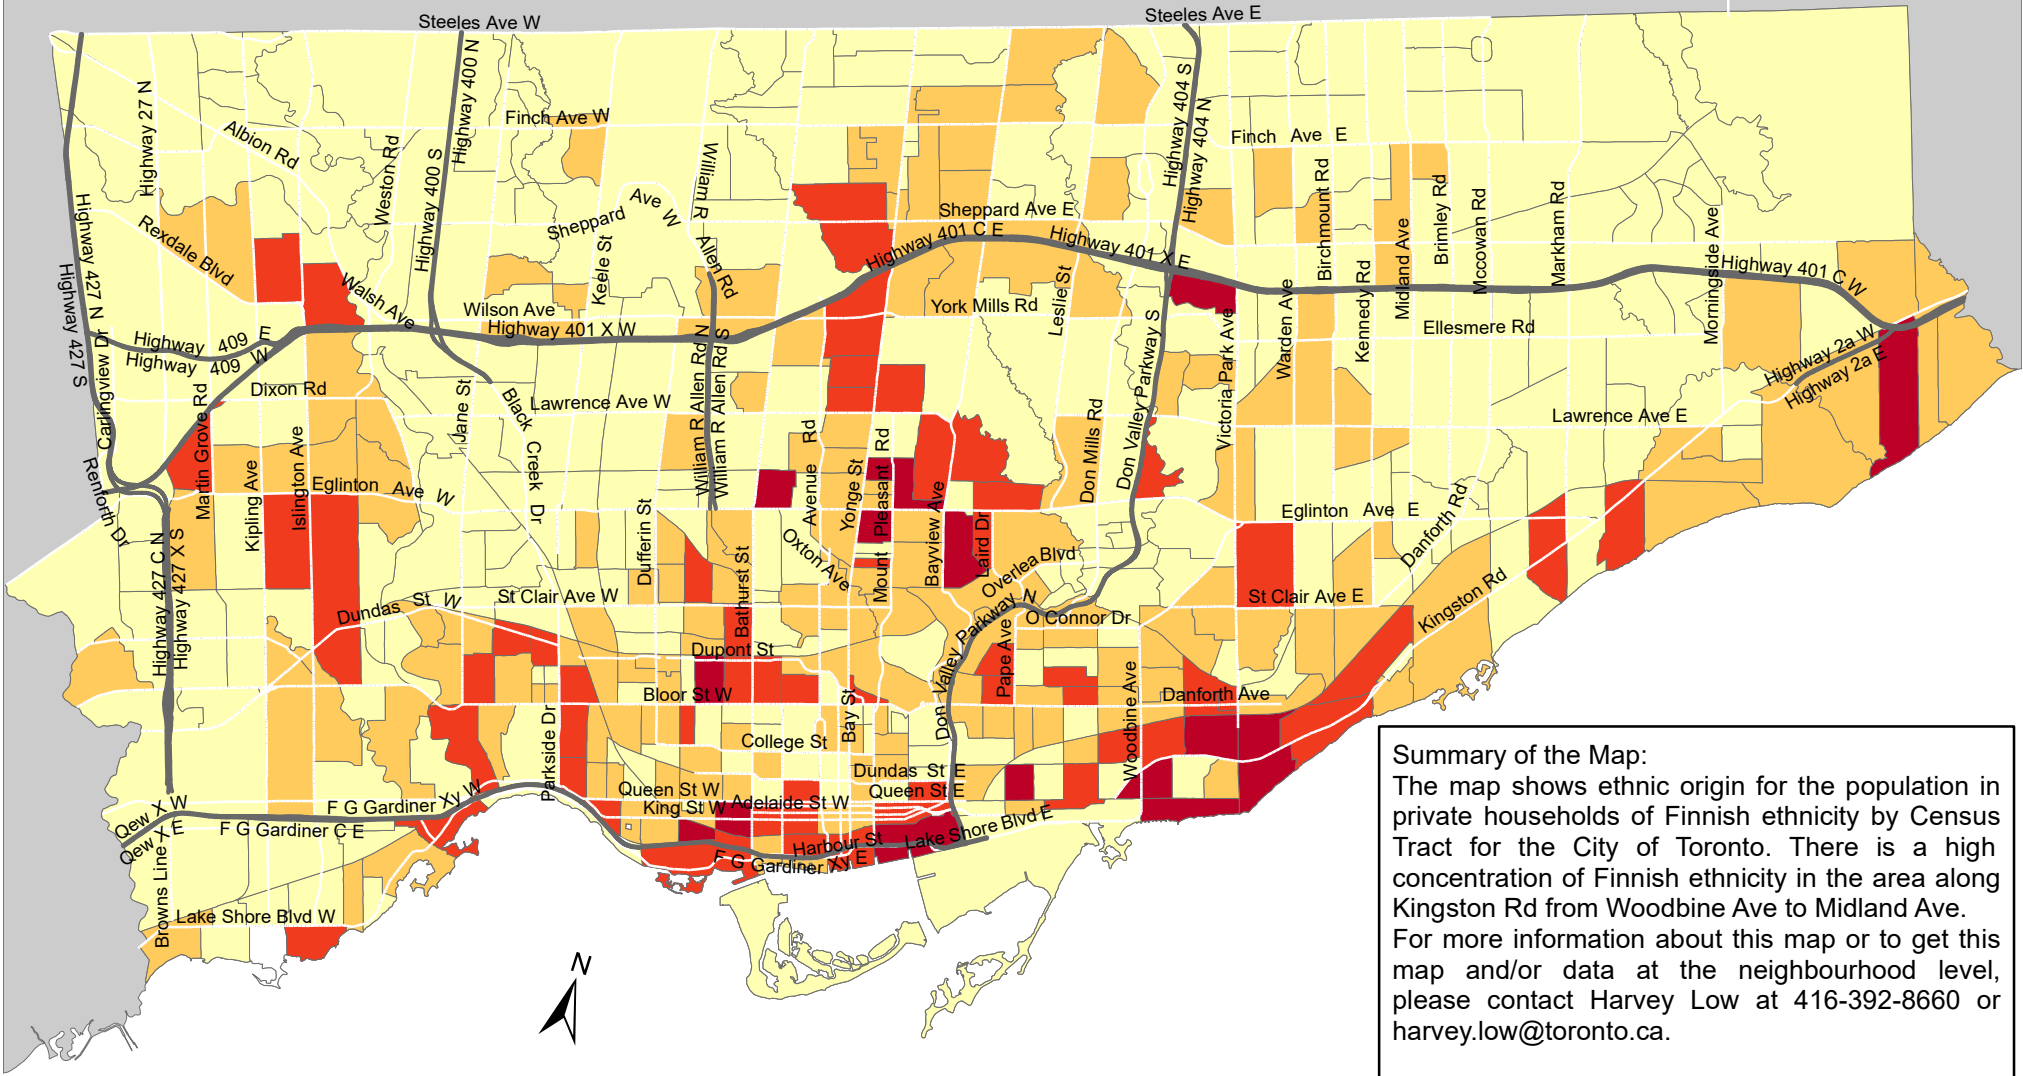 Steeles Ave W
Steeles Ave E
Highway 27 N
Highway 400 N
Highway 404 S
Highway 404 N
Finch Ave W
Finch Ave E
Albion Rd
Weston Rd
Highway 400 S
William R
Allen Rd
Sheppard Ave W
Keele St
Sheppard Ave E
Leslie St
Birchmount Rd
Midland Ave
Brimley Rd
Mccowan Rd
Markham Rd
Morningside Ave
Rexdale Blvd
Highway 427 N
Highway 427 S
Walsh Ave
Wilson Ave
Highway 401 X W
Highway 401 C E
Highway 401 X E
Highway 401 C W
York Mills Rd
Ellesmere Rd
Highway 2a W
Highway 2a E
Highway 409 E
Highway 409 W
Carlingview Dr
Dixon Rd
Martin Grove Rd
Jane St
Black Creek Dr
Lawrence Ave W
William R Allen Rd N
William R Allen Rd S
Avenue Rd
Yonge St
Mount Pleasant Rd
Don Mills Rd
Don Valley Parkway S
Victoria Park Ave
Warden Ave
Kennedy Rd
Lawrence Ave E
Renforth Dr
Kipling Ave
Islington Ave
Eglinton Ave W
Dufferin St
Bathurst St
Oxton Ave
Bayview Ave
Laird Dr
Overlea Blvd
Eglinton Ave E
Danforth Rd
Highway 427 C N
Highway 427 X S
Dundas St W
St Clair Ave W
Don Valley Parkway N
O Connor Dr
St Clair Ave E
Kingston Rd
Dupont St
Bloor St W
Pape Ave
Woodbine Ave
Danforth Ave
Parkside Dr
College St
Bay St
Dundas St E
Queen St E
Queen St W
King St W
Adelaide St W
Qew X W
Qew X E
F G Gardiner Xy W
F G Gardiner C E
Harbour St
Lake Shore Blvd E
F G Gardiner Xy E
Browns Line
Lake Shore Blvd W
N
Summary of the Map:
The map shows ethnic origin for the population in
private households of Finnish ethnicity by Census
Tract for the City of Toronto. There is a high
concentration of Finnish ethnicity in the area along
Kingston Rd from Woodbine Ave to Midland Ave.
For more information about this map or to get this
map and/or data at the neighbourhood level,
please contact Harvey Low at 416-392-8660 or
harvey.low@toronto.ca.